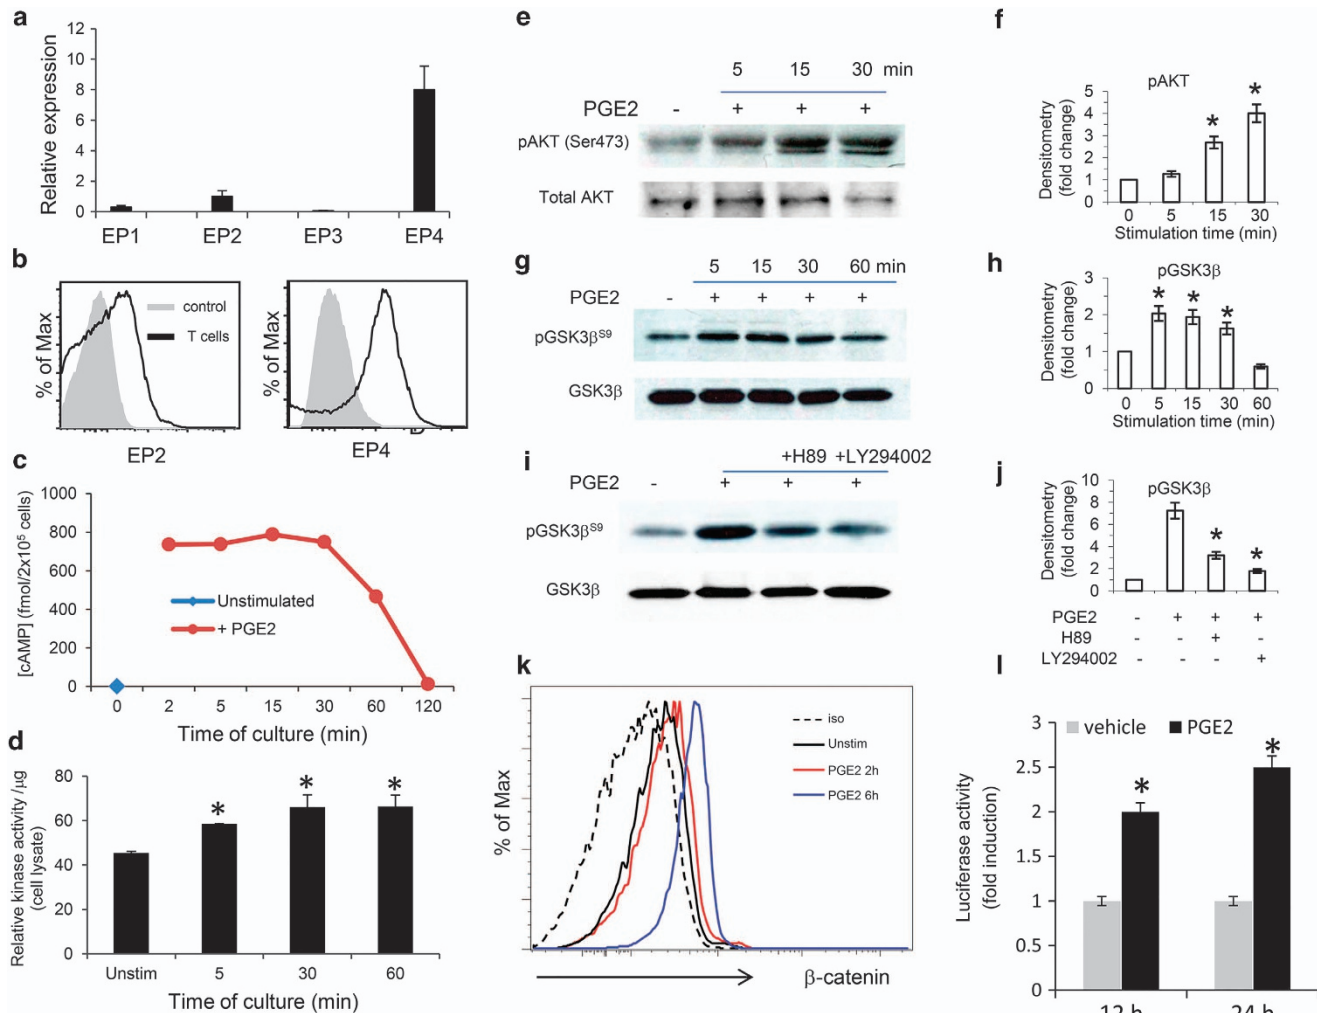 a
12
10
8
6
4
2
0
Relative expression
EP1 EP2 EP3 EP4
b
% of Max
control
T cells
EP2
% of Max
EP4
c
1000
800
600
400
200
0
[cAMP] (fmol/2x10⁵ cells)
Unstimulated
+ PGE2
0 2 5 15 30 60 120
Time of culture (min)
d
80
60
40
20
0
Relative kinase activity /µg
(cell lysate)
* * *
Unstim 5 30 60
Time of culture (min)
e
5 15 30 min
PGE2 - + + +
pAKT (Ser473)
Total AKT
f
pAKT
5
4
3
2
1
0
Densitometry
(fold change)
* *
0 5 15 30
Stimulation time (min)
g
5 15 30 60 min
PGE2 - + + + +
pGSK3β^S9
GSK3β
h
pGSK3β
3
2
1
0
Densitometry
(fold change)
* * *
0 5 15 30 60
Stimulation time (min)
i
+H89 +LY294002
PGE2 - + + +
pGSK3β^S9
GSK3β
j
pGSK3β
10
8
6
4
2
0
Densitometry
(fold change)
* *
PGE2 - + + +
H89 - - + -
LY294002 - - - +
k
% of Max
iso
Unstim
PGE2 2h
PGE2 6h
β-catenin
l
vehicle PGE2
3
2.5
2
1.5
1
0.5
0
Luciferase activity
(fold induction)
* *
12 h 24 h